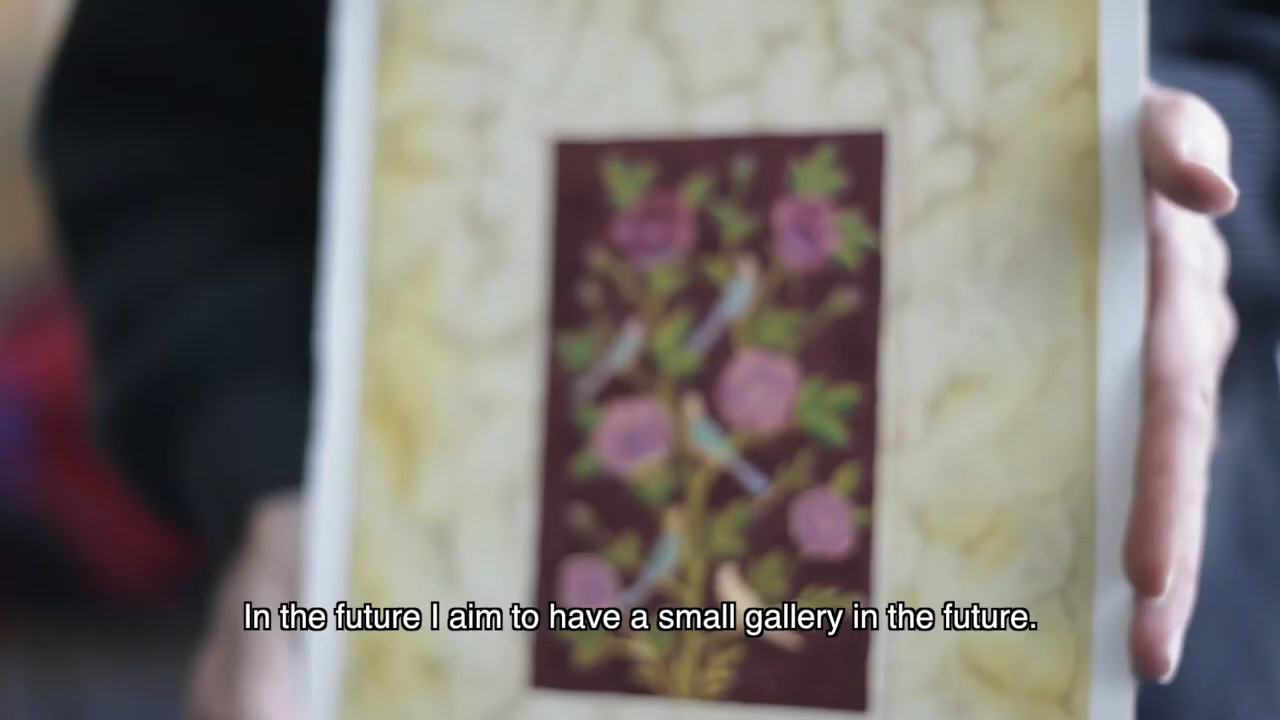 In the future I aim to have a small gallery in the future.